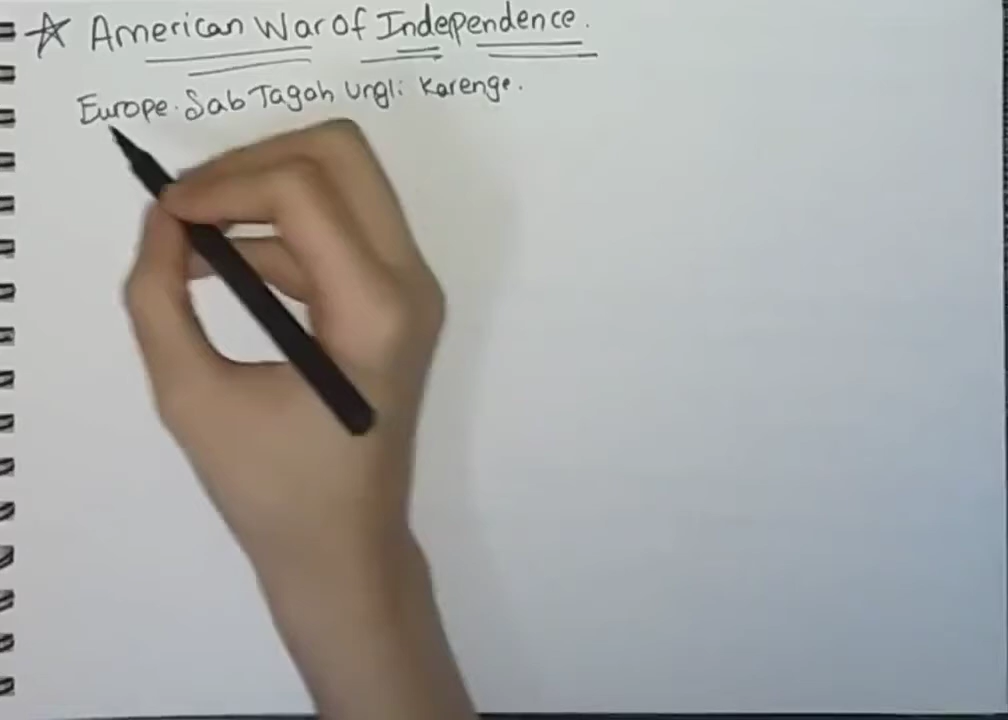 ☆ American War of Independence.
Europe. Sab Tagah Ungli Karenge.